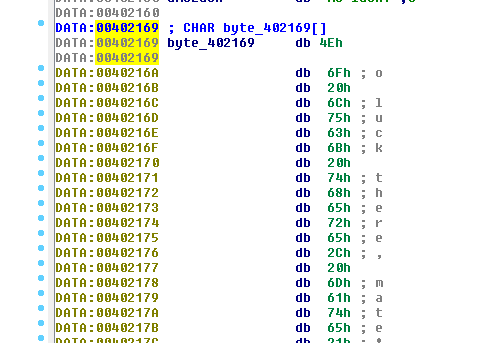 DATA:00402160
DATA:00402169 ; CHAR byte_402169[]
DATA:00402169 byte_402169 db 4Eh
DATA:00402169
DATA:0040216A db 6Fh ; o
DATA:0040216B db 20h
DATA:0040216C db 6Ch ; l
DATA:0040216D db 75h ; u
DATA:0040216E db 63h ; c
DATA:0040216F db 6Bh ; k
DATA:00402170 db 20h
DATA:00402171 db 74h ; t
DATA:00402172 db 68h ; h
DATA:00402173 db 65h ; e
DATA:00402174 db 72h ; r
DATA:00402175 db 65h ; e
DATA:00402176 db 2Ch ; ,
DATA:00402177 db 20h
DATA:00402178 db 6Dh ; m
DATA:00402179 db 61h ; a
DATA:0040217A db 74h ; t
DATA:0040217B db 65h ; e
DATA:0040217C db 21h ; !